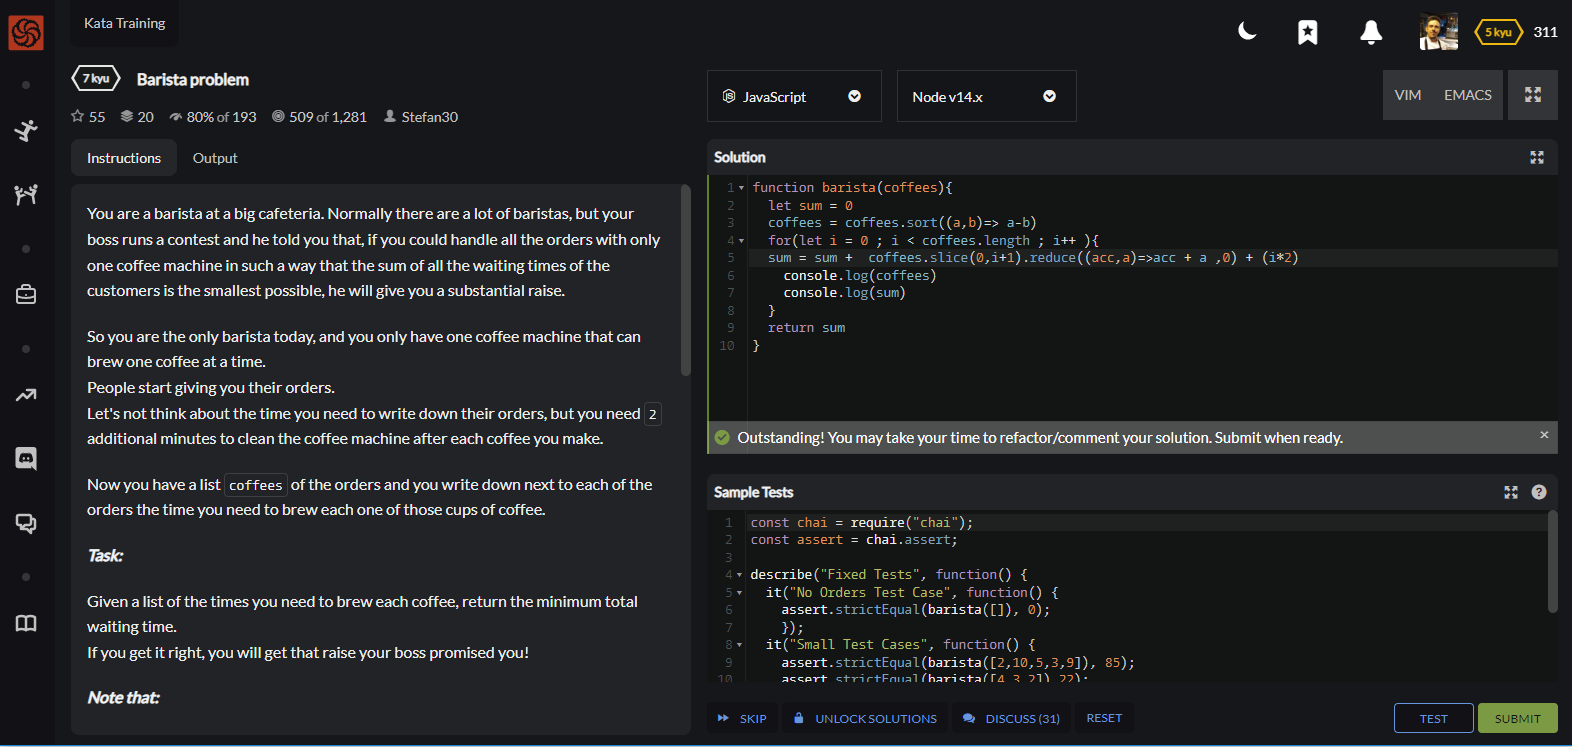 Kata Training
5 kyu
311
7 kyu
Barista problem
55 20 80% of 193 509 of 1,281 Stefan30
Instructions
Output
You are a barista at a big cafeteria. Normally there are a lot of baristas, but your
boss runs a contest and he told you that, if you could handle all the orders with only
one coffee machine in such a way that the sum of all the waiting times of the
customers is the smallest possible, he will give you a substantial raise.
So you are the only barista today, and you only have one coffee machine that can
brew one coffee at a time.
People start giving you their orders.
Let's not think about the time you need to write down their orders, but you need 2
additional minutes to clean the coffee machine after each coffee you make.
Now you have a list coffees of the orders and you write down next to each of the
orders the time you need to brew each one of those cups of coffee.
Task:
Given a list of the times you need to brew each coffee, return the minimum total
waiting time.
If you get it right, you will get that raise your boss promised you!
Note that:
JavaScript
Node v14.x
VIM
EMACS
Solution
1 function barista(coffees){
2 let sum = 0
3 coffees = coffees.sort((a,b)=> a-b)
4 for(let i = 0 ; i < coffees.length ; i++ ){
5 sum = sum +  coffees.slice(0,i+1).reduce((acc,a)=>acc + a ,0) + (i*2)
6 console.log(coffees)
7 console.log(sum)
8 }
9 return sum
10 }
Outstanding! You may take your time to refactor/comment your solution. Submit when ready.
×
Sample Tests
?
1 const chai = require("chai");
2 const assert = chai.assert;
3
4 describe("Fixed Tests", function() {
5 it("No Orders Test Case", function() {
6 assert.strictEqual(barista([]), 0);
7 });
8 it("Small Test Cases", function() {
9 assert.strictEqual(barista([2,10,5,3,9]), 85);
10 assert.strictEqual(barista([4,3,2]),22);
SKIP
UNLOCK SOLUTIONS
DISCUSS (31)
RESET
TEST
SUBMIT